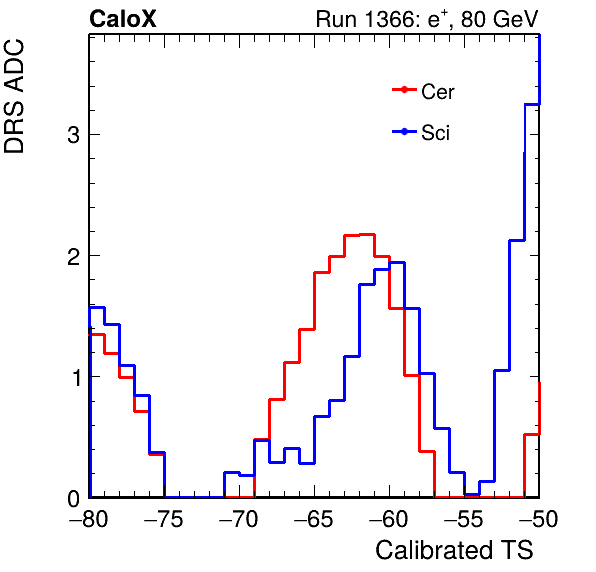 CaloX Run 1366: e⁺, 80 GeV
DRS ADC
Cer
Sci
3
2
1
0
−80 −75 −70 −65 −60 −55 −50
Calibrated TS